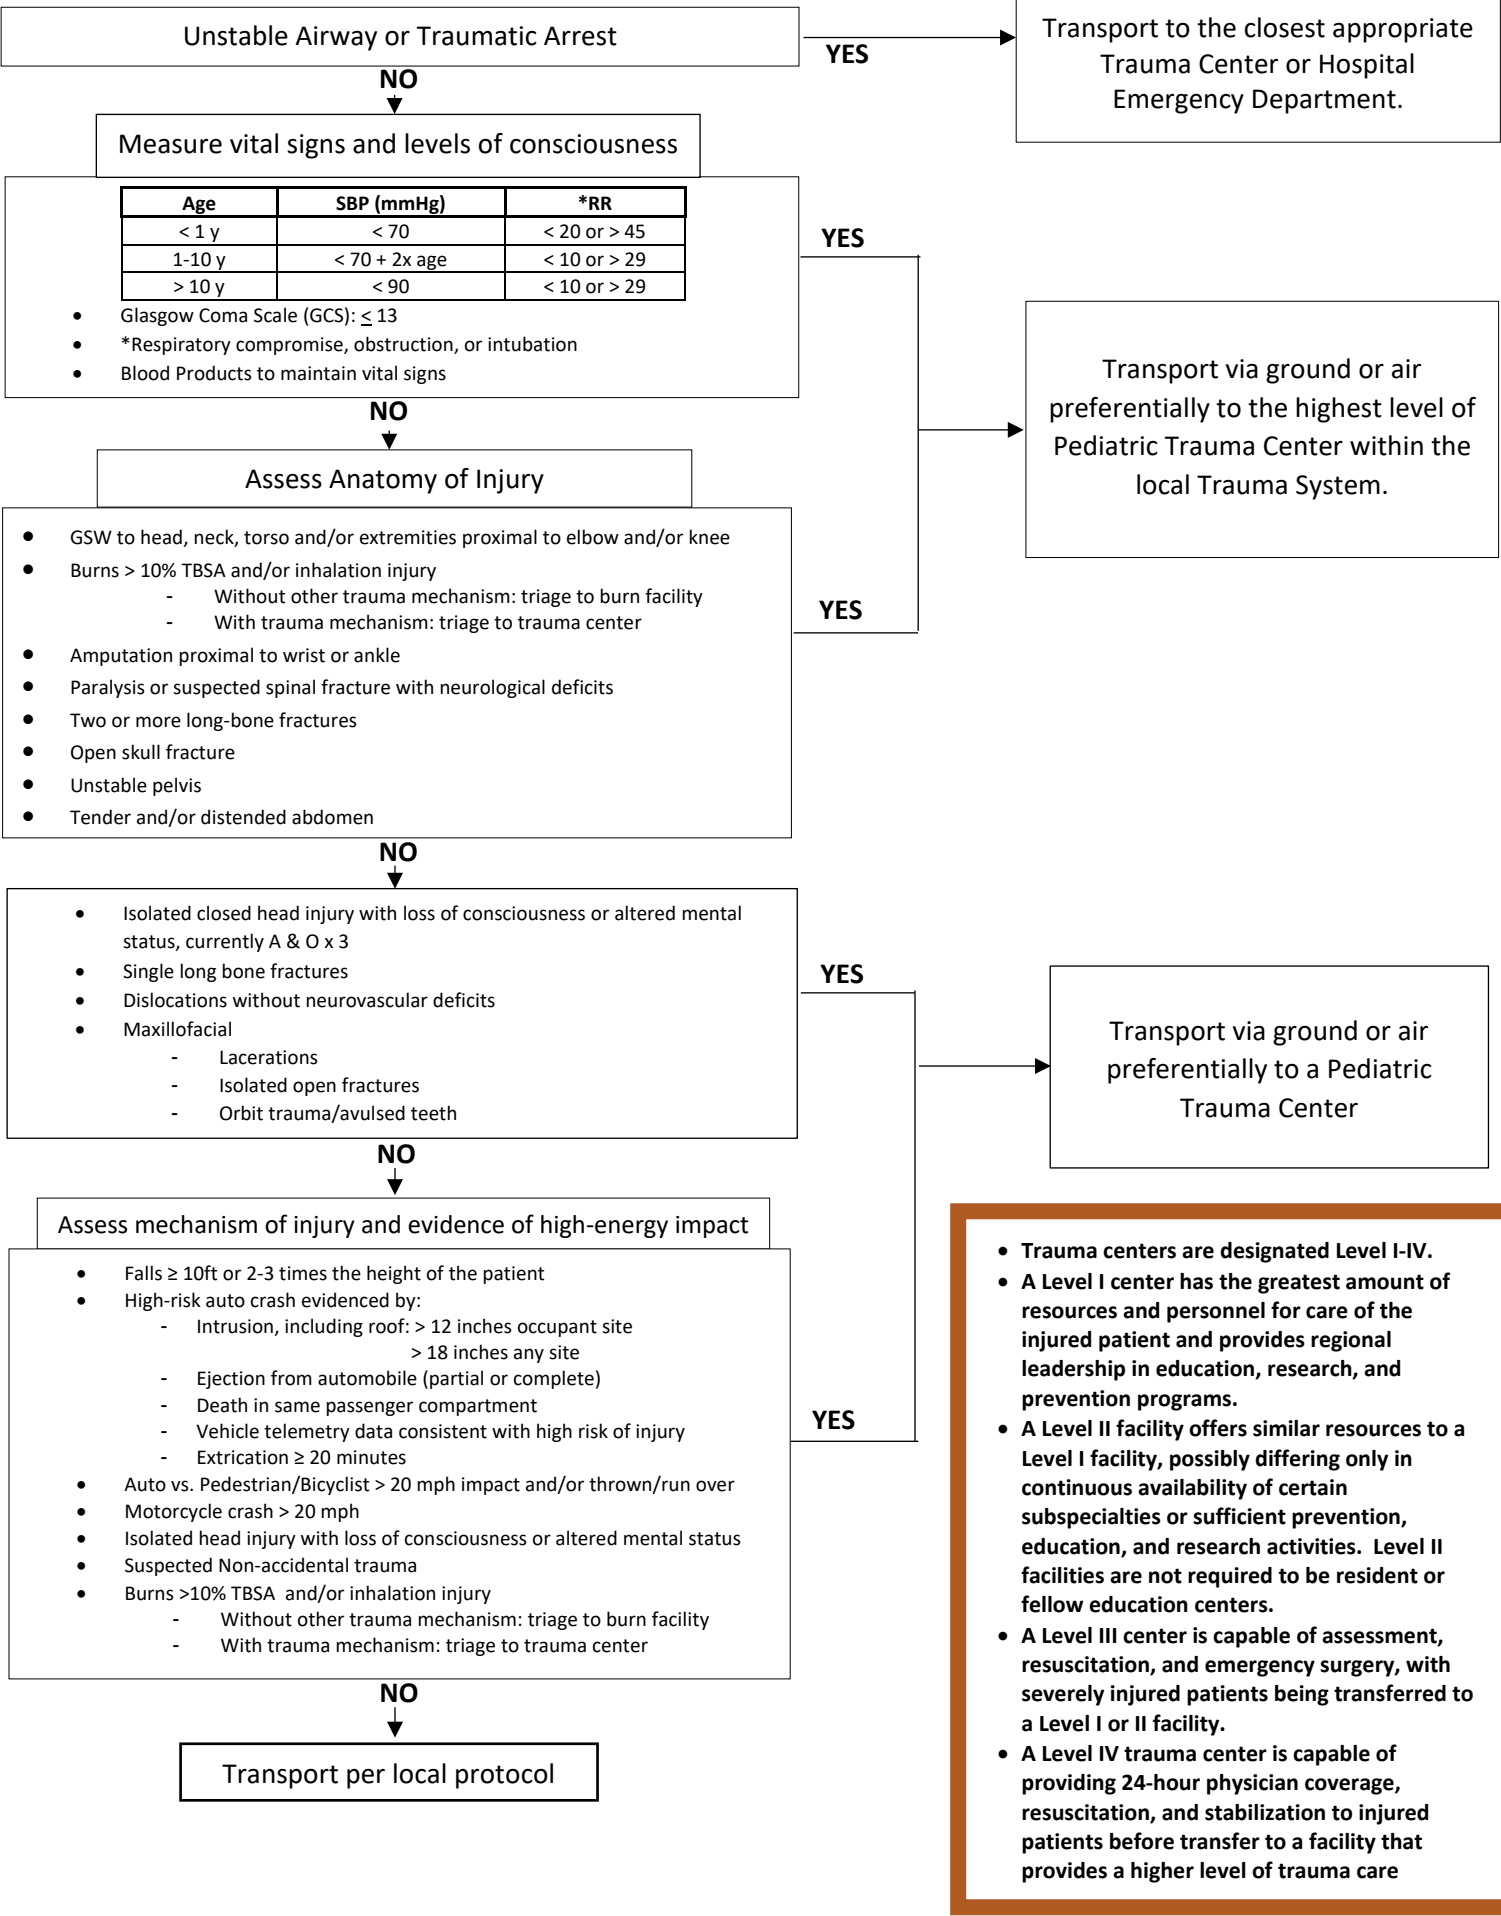 Unstable Airway or Traumatic Arrest
YES
Transport to the closest appropriate
Trauma Center or Hospital
Emergency Department.
NO
Measure vital signs and levels of consciousness
Age SBP (mmHg) *RR
< 1 y < 70 < 20 or > 45
1-10 y < 70 + 2x age < 10 or > 29
> 10 y < 90 < 10 or > 29
• Glasgow Coma Scale (GCS): < 13
• *Respiratory compromise, obstruction, or intubation
• Blood Products to maintain vital signs
YES
NO
Transport via ground or air
preferentially to the highest level of
Pediatric Trauma Center within the
local Trauma System.
Assess Anatomy of Injury
• GSW to head, neck, torso and/or extremities proximal to elbow and/or knee
• Burns > 10% TBSA and/or inhalation injury
- Without other trauma mechanism: triage to burn facility
- With trauma mechanism: triage to trauma center
• Amputation proximal to wrist or ankle
• Paralysis or suspected spinal fracture with neurological deficits
• Two or more long-bone fractures
• Open skull fracture
• Unstable pelvis
• Tender and/or distended abdomen
YES
NO
• Isolated closed head injury with loss of consciousness or altered mental
status, currently A & O x 3
• Single long bone fractures
• Dislocations without neurovascular deficits
• Maxillofacial
- Lacerations
- Isolated open fractures
- Orbit trauma/avulsed teeth
YES
NO
Transport via ground or air
preferentially to a Pediatric
Trauma Center
Assess mechanism of injury and evidence of high-energy impact
• Falls ≥ 10ft or 2-3 times the height of the patient
• High-risk auto crash evidenced by:
- Intrusion, including roof: > 12 inches occupant site
> 18 inches any site
- Ejection from automobile (partial or complete)
- Death in same passenger compartment
- Vehicle telemetry data consistent with high risk of injury
- Extrication ≥ 20 minutes
• Auto vs. Pedestrian/Bicyclist > 20 mph impact and/or thrown/run over
• Motorcycle crash > 20 mph
• Isolated head injury with loss of consciousness or altered mental status
• Suspected Non-accidental trauma
• Burns >10% TBSA and/or inhalation injury
- Without other trauma mechanism: triage to burn facility
- With trauma mechanism: triage to trauma center
YES
NO
Transport per local protocol
• Trauma centers are designated Level I-IV.
• A Level I center has the greatest amount of
resources and personnel for care of the
injured patient and provides regional
leadership in education, research, and
prevention programs.
• A Level II facility offers similar resources to a
Level I facility, possibly differing only in
continuous availability of certain
subspecialties or sufficient prevention,
education, and research activities. Level II
facilities are not required to be resident or
fellow education centers.
• A Level III center is capable of assessment,
resuscitation, and emergency surgery, with
severely injured patients being transferred to
a Level I or II facility.
• A Level IV trauma center is capable of
providing 24-hour physician coverage,
resuscitation, and stabilization to injured
patients before transfer to a facility that
provides a higher level of trauma care